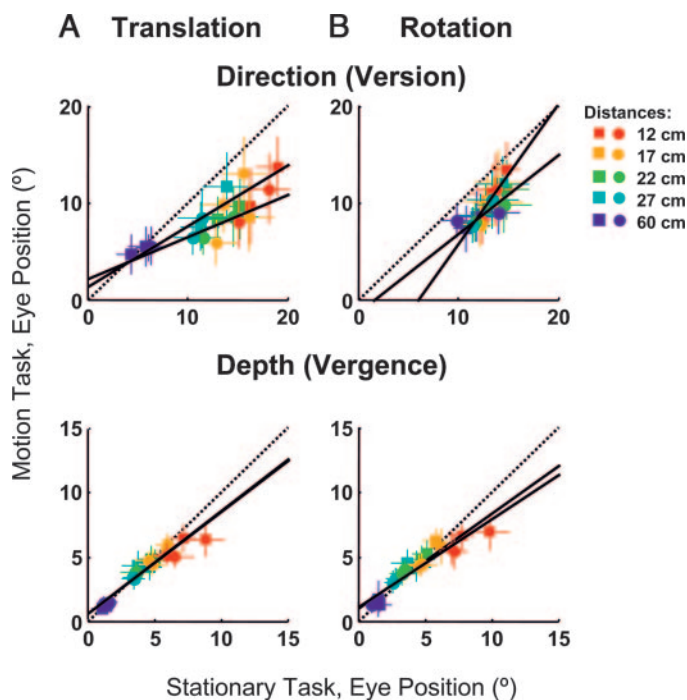 A Translation B Rotation
Direction (Version)
Distances:
12 cm
17 cm
22 cm
27 cm
60 cm
20
10
0
0 10 20
20
10
0
0 10 20
Depth (Vergence)
15
10
5
0
0 5 10 15
15
10
5
0
0 5 10 15
Motion Task, Eye Position (º)
Stationary Task, Eye Position (º)